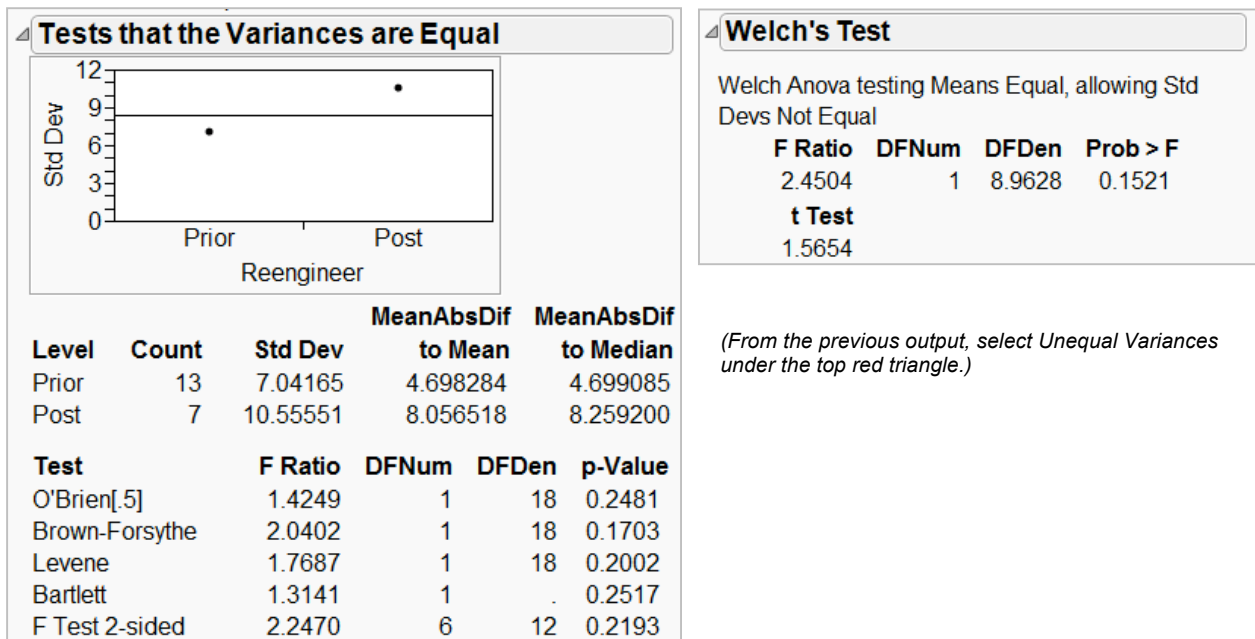 Tests that the Variances are Equal
12
9
6
3
0
Std Dev
Prior Post
Reengineer
MeanAbsDif MeanAbsDif
Level Count Std Dev to Mean to Median
Prior 13 7.04165 4.698284 4.699085
Post 7 10.55551 8.056518 8.259200
Test F Ratio DFNum DFDen p-Value
O'Brien[.5] 1.4249 1 18 0.2481
Brown-Forsythe 2.0402 1 18 0.1703
Levene 1.7687 1 18 0.2002
Bartlett 1.3141 1 . 0.2517
F Test 2-sided 2.2470 6 12 0.2193
Welch's Test
Welch Anova testing Means Equal, allowing Std
Devs Not Equal
F Ratio DFNum DFDen Prob > F
2.4504 1 8.9628 0.1521
t Test
1.5654
(From the previous output, select Unequal Variances
under the top red triangle.)